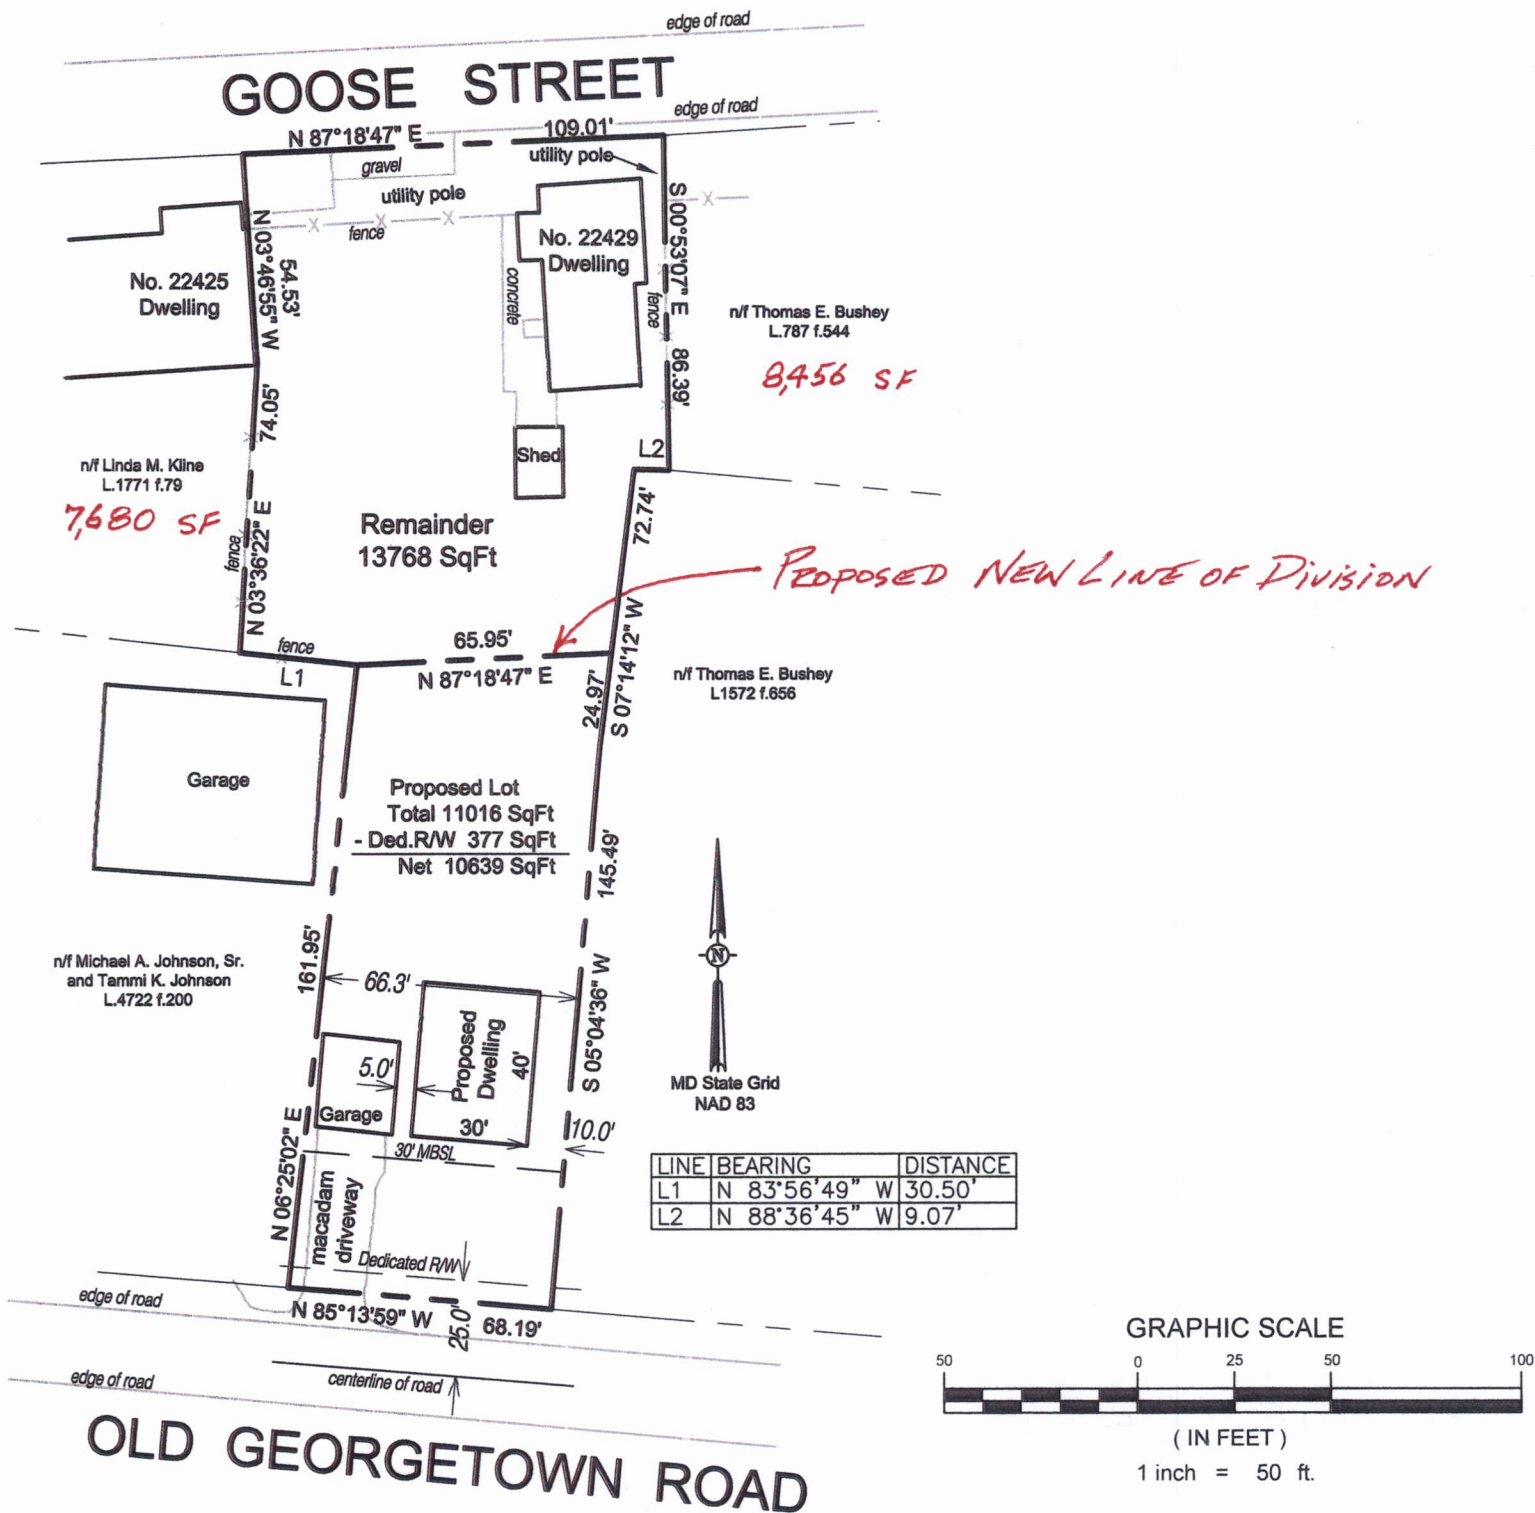 edge of road
GOOSE STREET
edge of road
N 87°18'47" E
109.01'
gravel
utility pole
utility pole
fence
N 03°46'55" W
54.53'
No. 22425
Dwelling
concrete
No. 22429
Dwelling
S 00°53'07" E
86.39'
fence
n/f Thomas E. Bushey
L.787 f.544
8,456 SF
74.05'
N 03°36'22" E
fence
n/f Linda M. Kline
L.1771 f.79
7,680 SF
Shed
L2
72.74'
Remainder
13768 SqFt
PROPOSED NEW LINE OF DIVISION
fence
L1
65.95'
N 87°18'47" E
24.97'
S 07°14'12" W
n/f Thomas E. Bushey
L1572 f.656
Garage
Proposed Lot
Total 11016 SqFt
- Ded.R/W 377 SqFt
Net 10639 SqFt
145.49'
S 05°04'36" W
161.95'
N 06°25'02" E
n/f Michael A. Johnson, Sr.
and Tammi K. Johnson
L.4722 f.200
66.3'
Proposed
Dwelling
40'
30'
5.0'
Garage
10.0'
30' MBSL
macadam
driveway
Dedicated R/W
N
MD State Grid
NAD 83
LINE BEARING DISTANCE
L1 N 83°56'49" W 30.50'
L2 N 88°36'45" W 9.07'
edge of road
N 85°13'59" W
25.0'
68.19'
edge of road
centerline of road
OLD GEORGETOWN ROAD
GRAPHIC SCALE
50 0 25 50 100
( IN FEET )
1 inch = 50 ft.